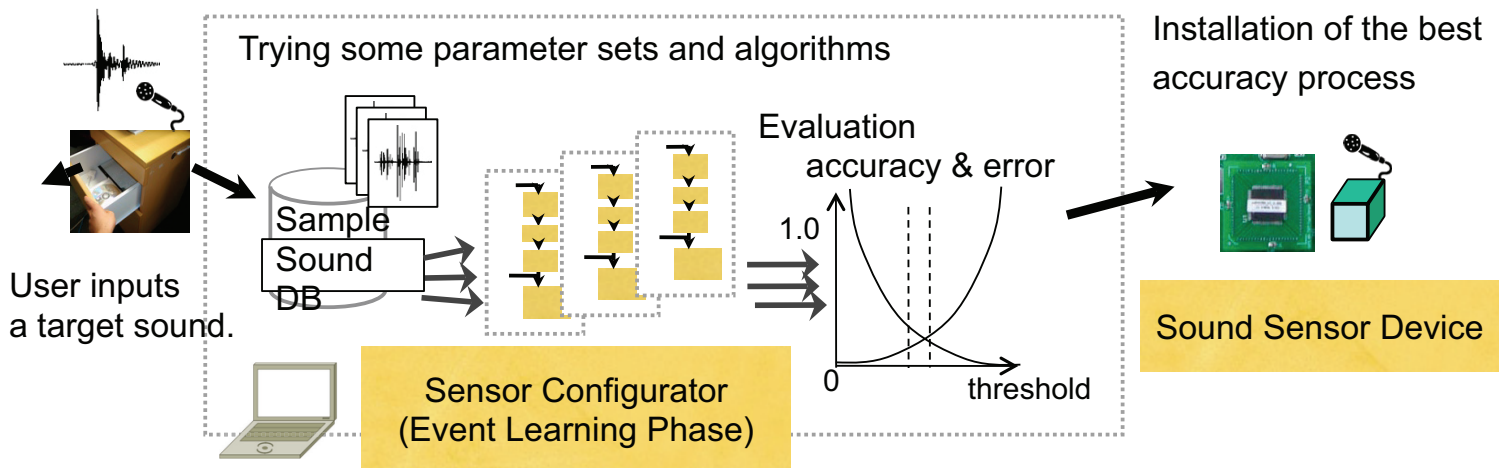 Trying some parameter sets and algorithms
Installation of the best
accuracy process
User inputs
a target sound.
Sample
Sound
DB
Evaluation
accuracy & error
1.0
0
threshold
Sensor Configurator
(Event Learning Phase)
Sound Sensor Device